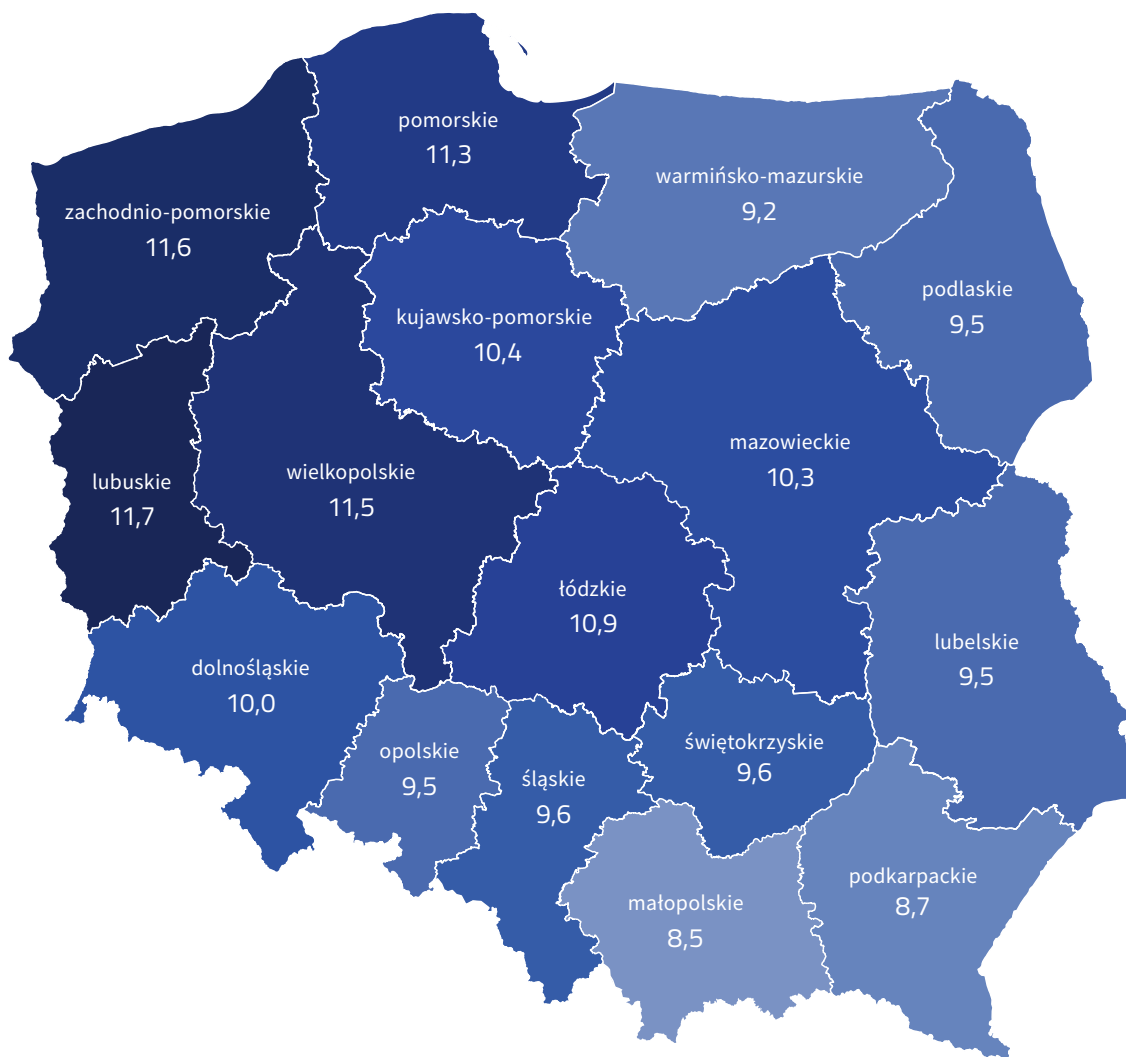 pomorskie
11,3
warmińsko-mazurskie
9,2
zachodnio-pomorskie
11,6
podlaskie
9,5
kujawsko-pomorskie
10,4
mazowieckie
10,3
lubuskie
11,7
wielkopolskie
11,5
łódzkie
10,9
lubelskie
9,5
dolnośląskie
10,0
opolskie
9,5
śląskie
9,6
świętokrzyskie
9,6
małopolskie
8,5
podkarpackie
8,7